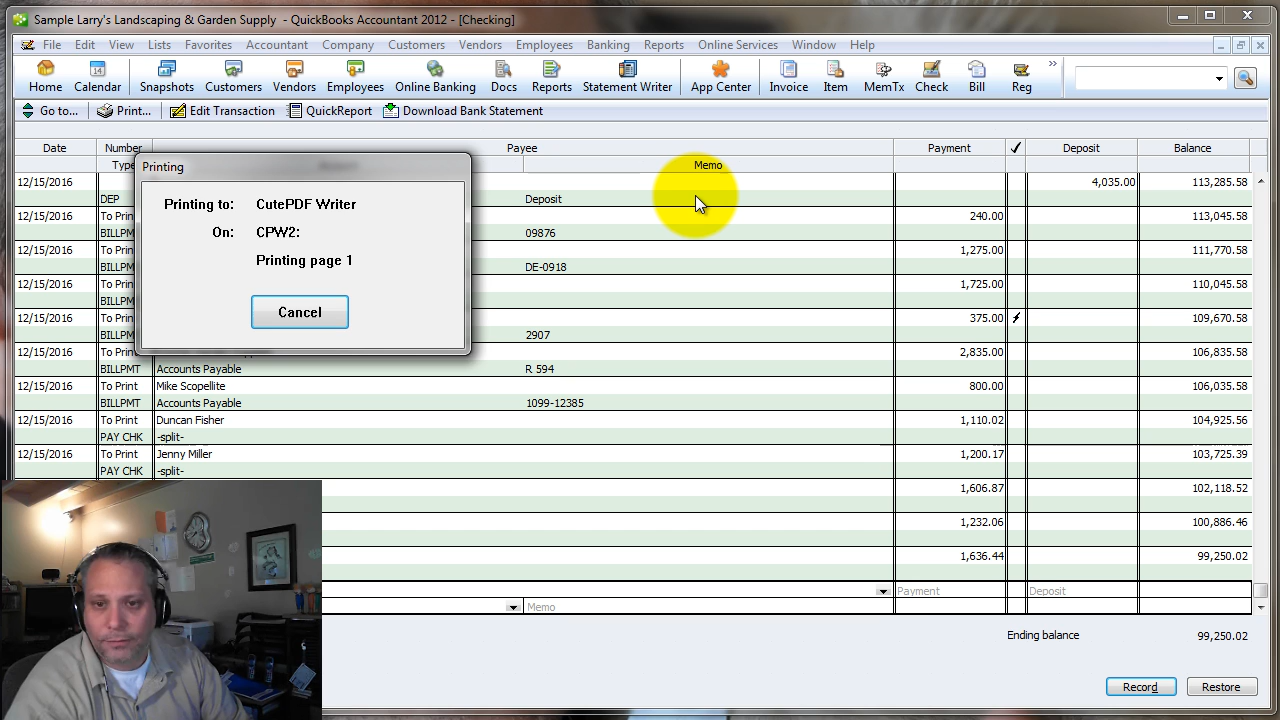 Sample Larry's Landscaping & Garden Supply - QuickBooks Accountant 2012 - [Checking]
File Edit View Lists Favorites Accountant Company Customers Vendors Employees Banking Reports Online Services Window Help
Home Calendar Snapshots Customers Vendors Employees Online Banking Docs Reports Statement Writer App Center Invoice Item MemTx Check Bill Reg
Go to... Print... Edit Transaction QuickReport Download Bank Statement
Date Number Payee Payment ✓ Deposit Balance
Type Memo
12/15/2016 4,035.00 113,285.58
DEP Deposit
12/15/2016 To Print 240.00 113,045.58
BILLPM 09876
12/15/2016 To Prin 1,275.00 111,770.58
BILLPM DE-0918
12/15/2016 To Prin 1,725.00 110,045.58
BILLPM
12/15/2016 To Prin 375.00 109,670.58
BILLPM 2907
12/15/2016 To Print 2,835.00 106,835.58
BILLPMT Accounts Payable R 594
12/15/2016 To Print Mike Scopellite 800.00 106,035.58
BILLPMT Accounts Payable 1099-12385
12/15/2016 To Print Duncan Fisher 1,110.02 104,925.56
PAY CHK -split-
12/15/2016 To Print Jenny Miller 1,200.17 103,725.39
PAY CHK -split-
1,606.87 102,118.52
1,232.06 100,886.46
1,636.44 99,250.02
Payment Deposit
Memo
Ending balance 99,250.02
Record Restore
Printing
Printing to: CutePDF Writer
On: CPW2:
Printing page 1
Cancel